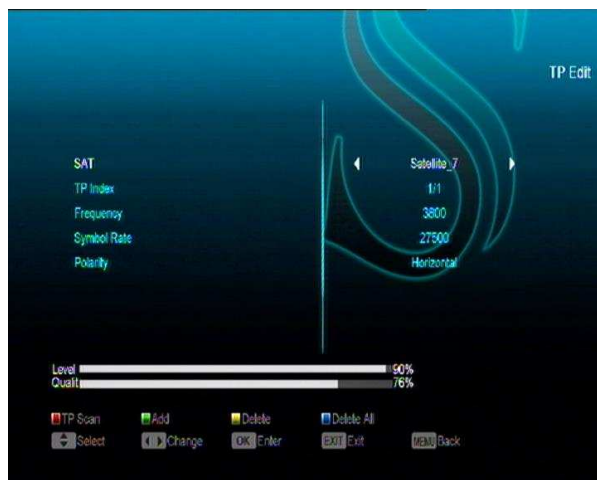 TP Edit
SAT Satellite_7
TP Index 1/1
Frequency 3800
Symbol Rate 27500
Polarity Horizontal
Level 90%
Qualit 76%
TP Scan Add Delete Delete All
Select Change OK Enter EXIT Exit MENU Back